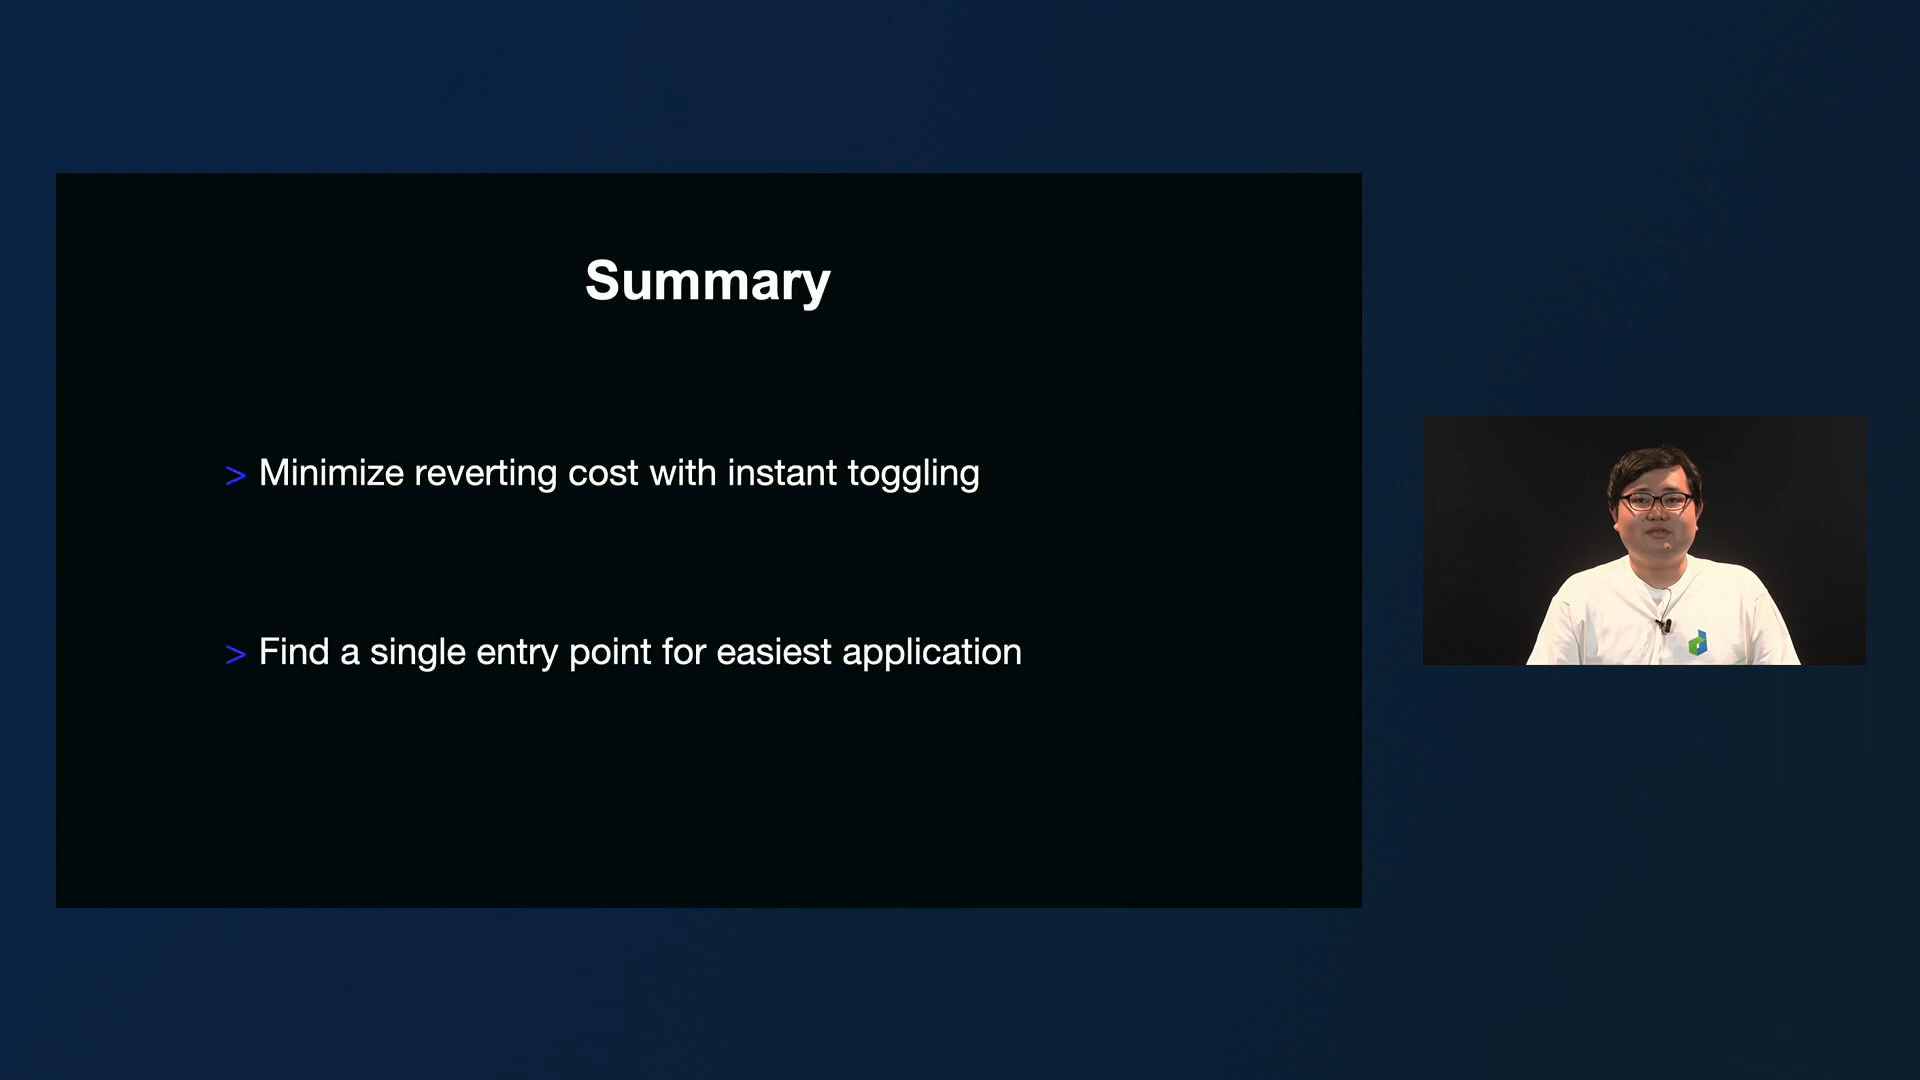 Summary
> Minimize reverting cost with instant toggling
> Find a single entry point for easiest application